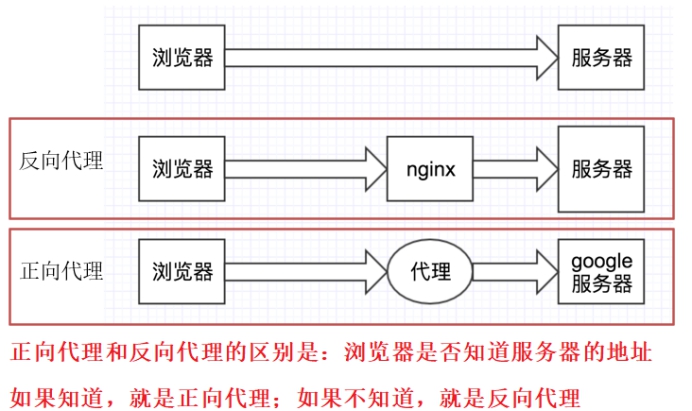 浏览器 服务器
反向代理 浏览器 nginx 服务器
正向代理 浏览器 代理 google
服务器
正向代理和反向代理的区别是：浏览器是否知道服务器的地址
如果知道，就是正向代理；如果不知道，就是反向代理